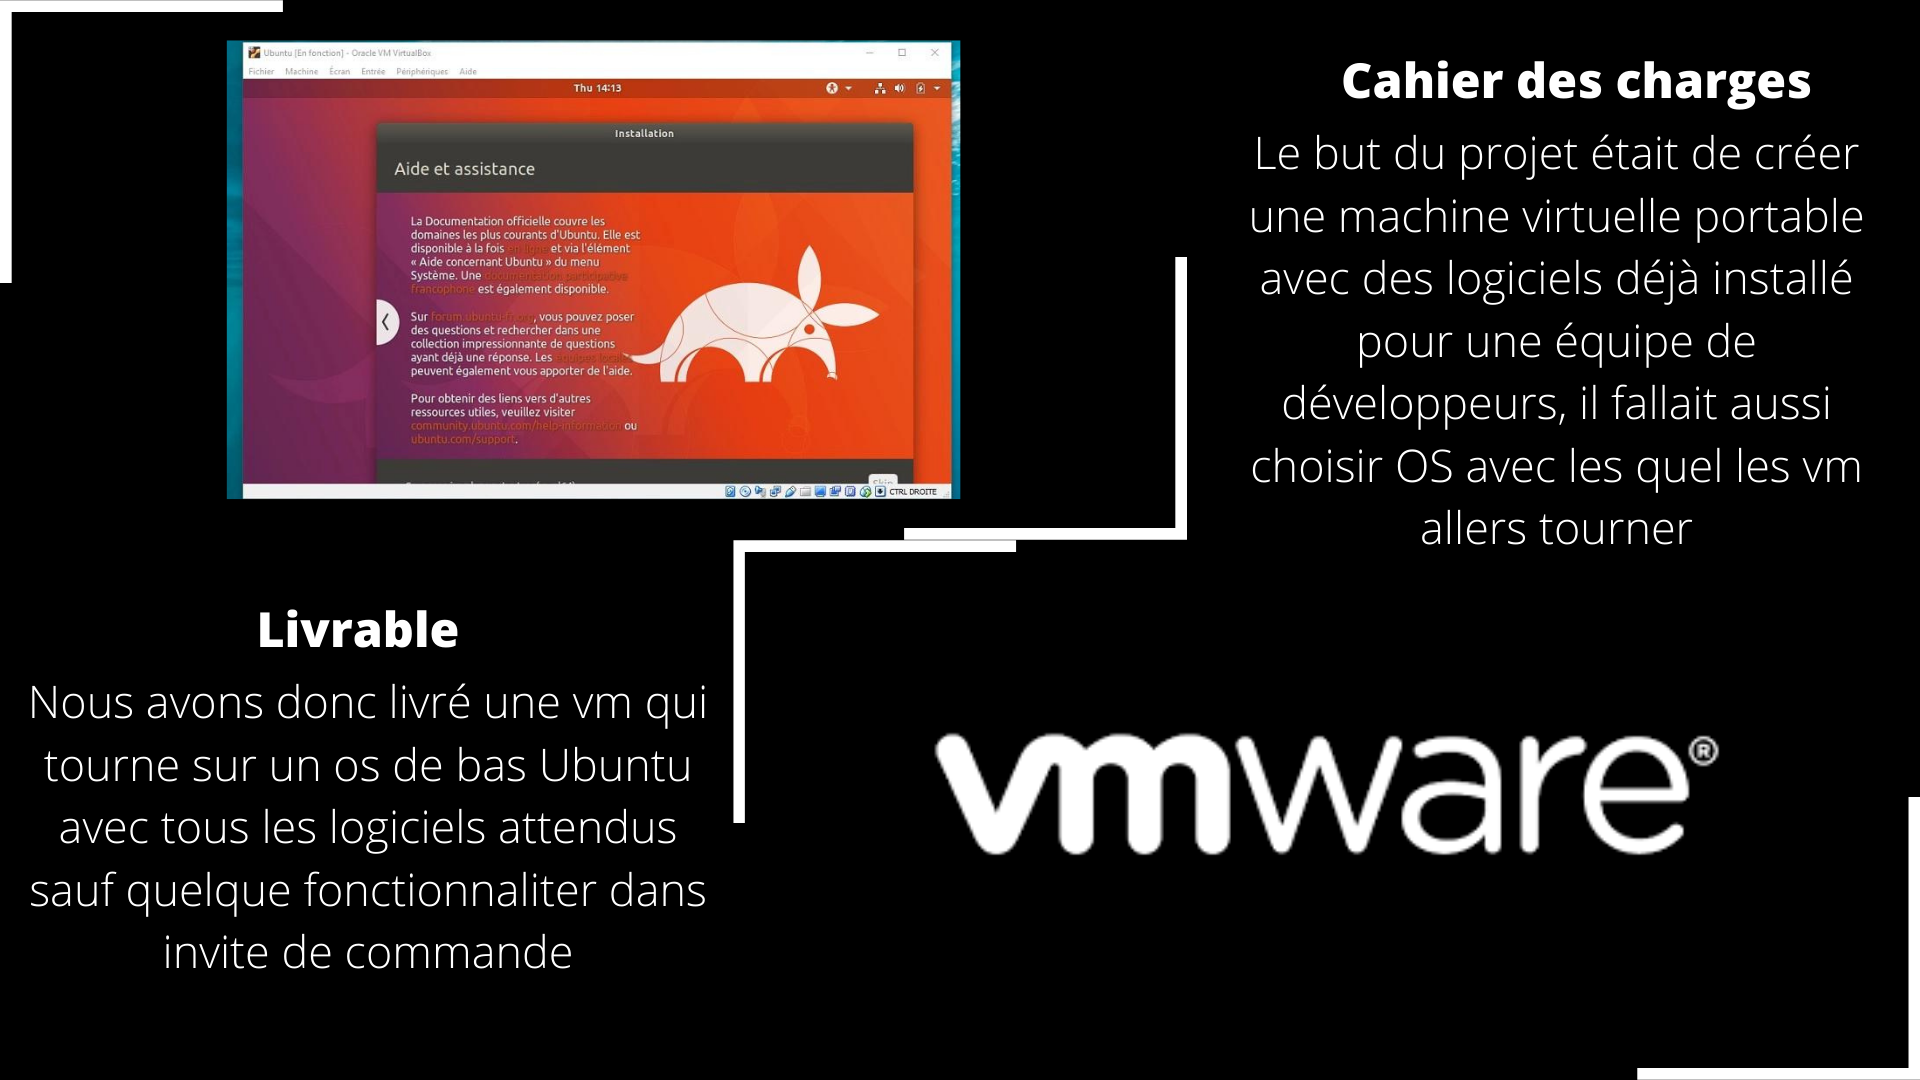 Ubuntu [En fonction] - Oracle VM VirtualBox
Fichier Machine Écran Entrée Périphériques Aide
Thu 14:13
Installation
Aide et assistance
La Documentation officielle couvre les
domaines les plus courants d'Ubuntu. Elle est
disponible à la fois en ligne et via l'élément
« Aide concernant Ubuntu » du menu
Système. Une documentation participative
francophone est également disponible.
Sur forum.ubuntu-fr.org, vous pouvez poser
des questions et rechercher dans une
collection impressionnante de questions
ayant déjà une réponse. Les équipes locales
peuvent également vous apporter de l'aide.
Pour obtenir des liens vers d'autres
ressources utiles, veuillez visiter
community.ubuntu.com/help-information ou
ubuntu.com/support.
Skip
CTRL DROITE
Cahier des charges
Le but du projet était de créer
une machine virtuelle portable
avec des logiciels déjà installé
pour une équipe de
développeurs, il fallait aussi
choisir OS avec les quel les vm
allers tourner
Livrable
Nous avons donc livré une vm qui
tourne sur un os de bas Ubuntu
avec tous les logiciels attendus
sauf quelque fonctionnaliter dans
invite de commande
vmware®